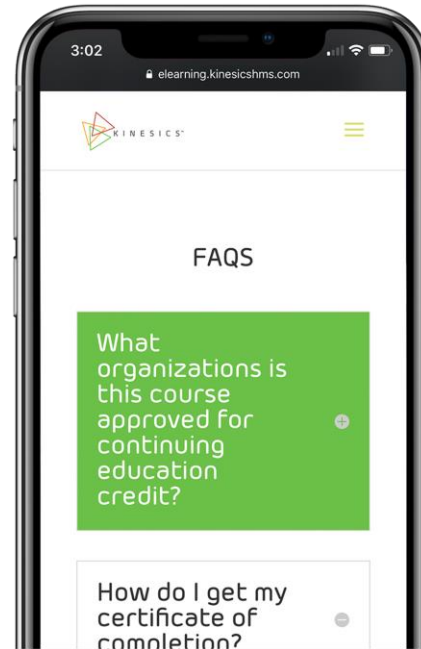 3:02
elearning.kinesicshms.com
KINESICS
FAQS
What
organizations is
this course
approved for
continuing
education
credit?
How do I get my
certificate of
completion?